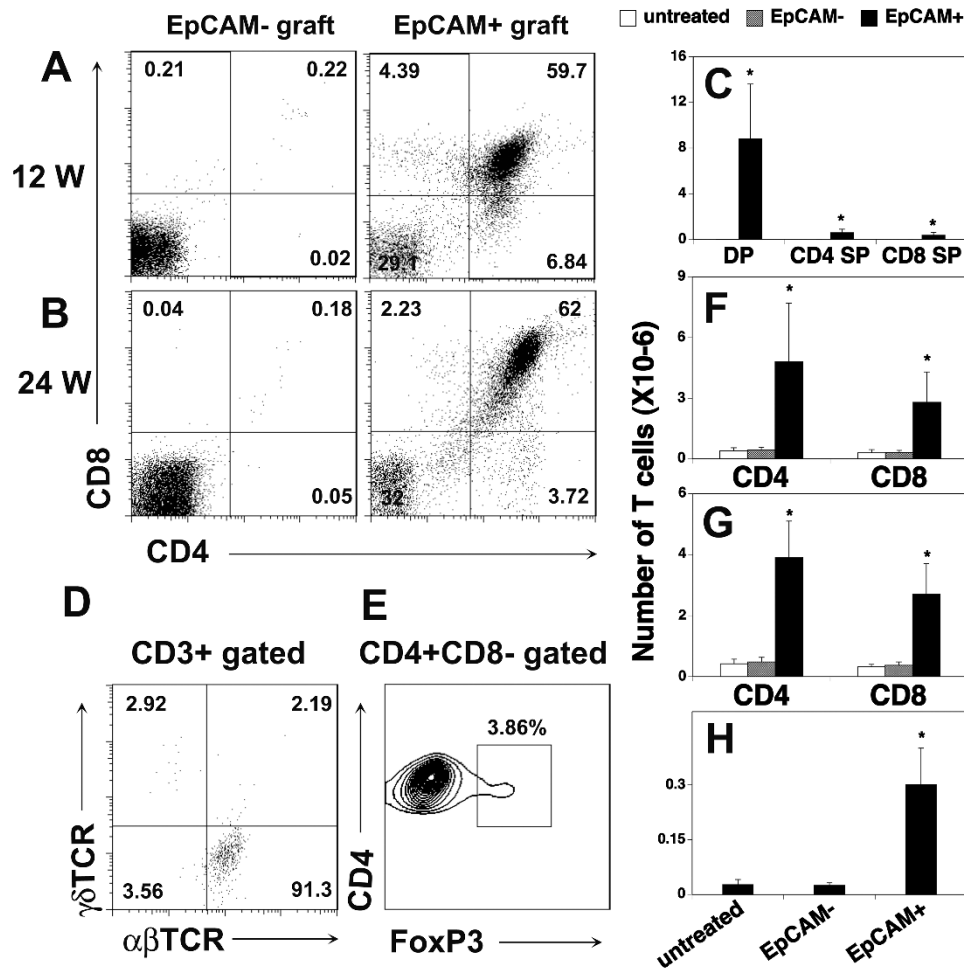 untreated EpCAM- EpCAM+
EpCAM- graft EpCAM+ graft
A
0.21 0.22 4.39 59.7
12 W
0.02 29.1 6.84
B
0.04 0.18 2.23 62
24 W
0.05 32 3.72
CD8
CD4
C
16
12
8
4
0
* * *
DP CD4 SP CD8 SP
F
9
6
3
0
* *
CD4 CD8
G
6
4
2
0
* *
CD4 CD8
H
0.3
0.15
0
*
untreated EpCAM- EpCAM+
Number of T cells (X10-6)
D
CD3+ gated
2.92 2.19
3.56 91.3
γδTCR
αβTCR
E
CD4+CD8- gated
3.86%
CD4
FoxP3